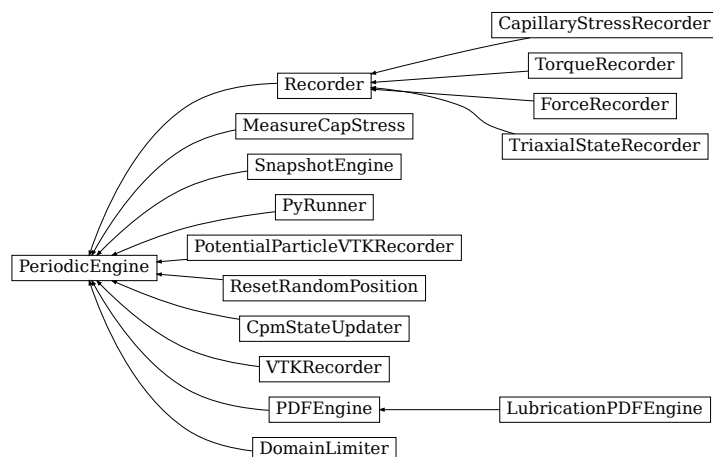 CapillaryStressRecorder
TorqueRecorder
Recorder
ForceRecorder
MeasureCapStress
TriaxialStateRecorder
SnapshotEngine
PyRunner
PotentialParticleVTKRecorder
PeriodicEngine
ResetRandomPosition
CpmStateUpdater
VTKRecorder
PDFEngine
LubricationPDFEngine
DomainLimiter